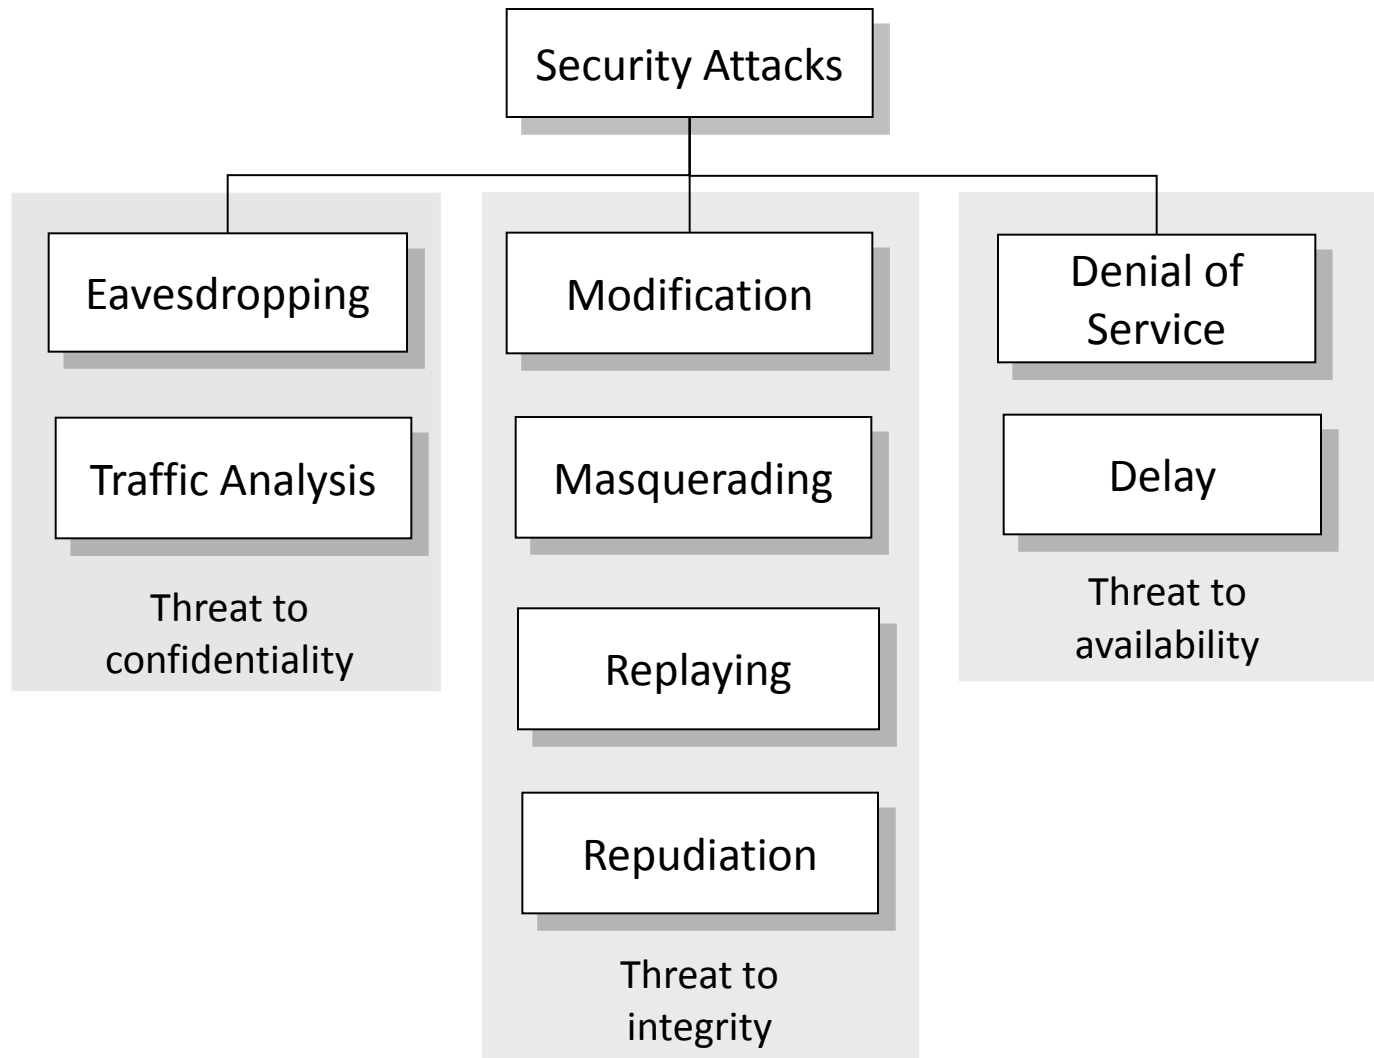 Security Attacks
Eavesdropping
Traffic Analysis
Threat to
confidentiality
Modification
Masquerading
Replaying
Repudiation
Threat to
integrity
Denial of
Service
Delay
Threat to
availability